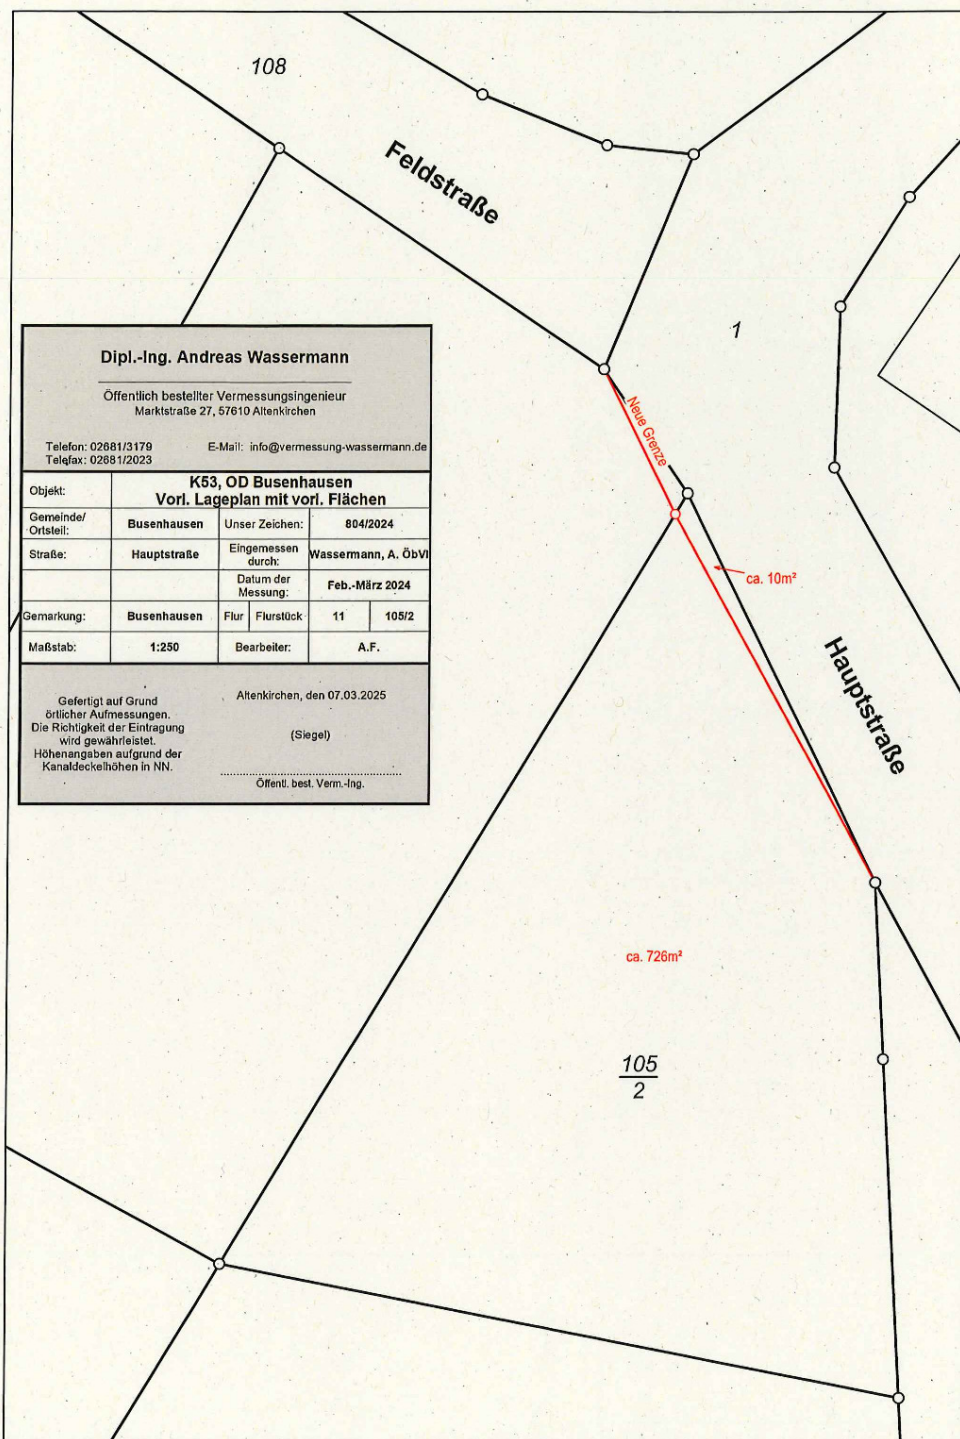 108
Feldstraße
1
Dipl.-Ing. Andreas Wassermann
Öffentlich bestellter Vermessungsingenieur
Marktstraße 27, 57610 Altenkirchen
Telefon: 02681/3179 E-Mail: info@vermessung-wassermann.de
Telefax: 02681/2023
Objekt: K53, OD Busenhausen
Vorl. Lageplan mit vorl. Flächen
Gemeinde/
Ortsteil: Busenhausen Unser Zeichen: 804/2024
Straße: Hauptstraße Eingemessen
durch: Wassermann, A. ÖbVI
Datum der
Messung: Feb.-März 2024
Gemarkung: Busenhausen Flur Flurstück 11 105/2
Maßstab: 1:250 Bearbeiter: A.F.
Gefertigt auf Grund
örtlicher Aufmessungen.
Die Richtigkeit der Eintragung
wird gewährleistet.
Höhenangaben aufgrund der
Kanaldeckelhöhen in NN.
Altenkirchen, den 07.03.2025
(Siegel)
Öffentl. best. Verm.-Ing.
Neue Grenze
ca. 10m²
Hauptstraße
ca. 726m²
105
2